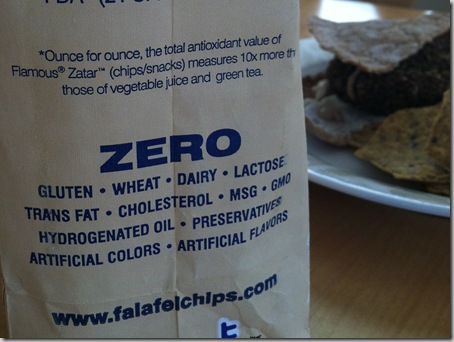 *Ounce for ounce, the total antioxidant value of
Flamous® Zatar™ (chips/snacks) measures 10x more th
those of vegetable juice and green tea.
ZERO
GLUTEN • WHEAT • DAIRY • LACTOSE
TRANS FAT • CHOLESTEROL • MSG • GMO
HYDROGENATED OIL • PRESERVATIVES
ARTIFICIAL COLORS • ARTIFICIAL FLAVORS
www.falafelchips.com
t